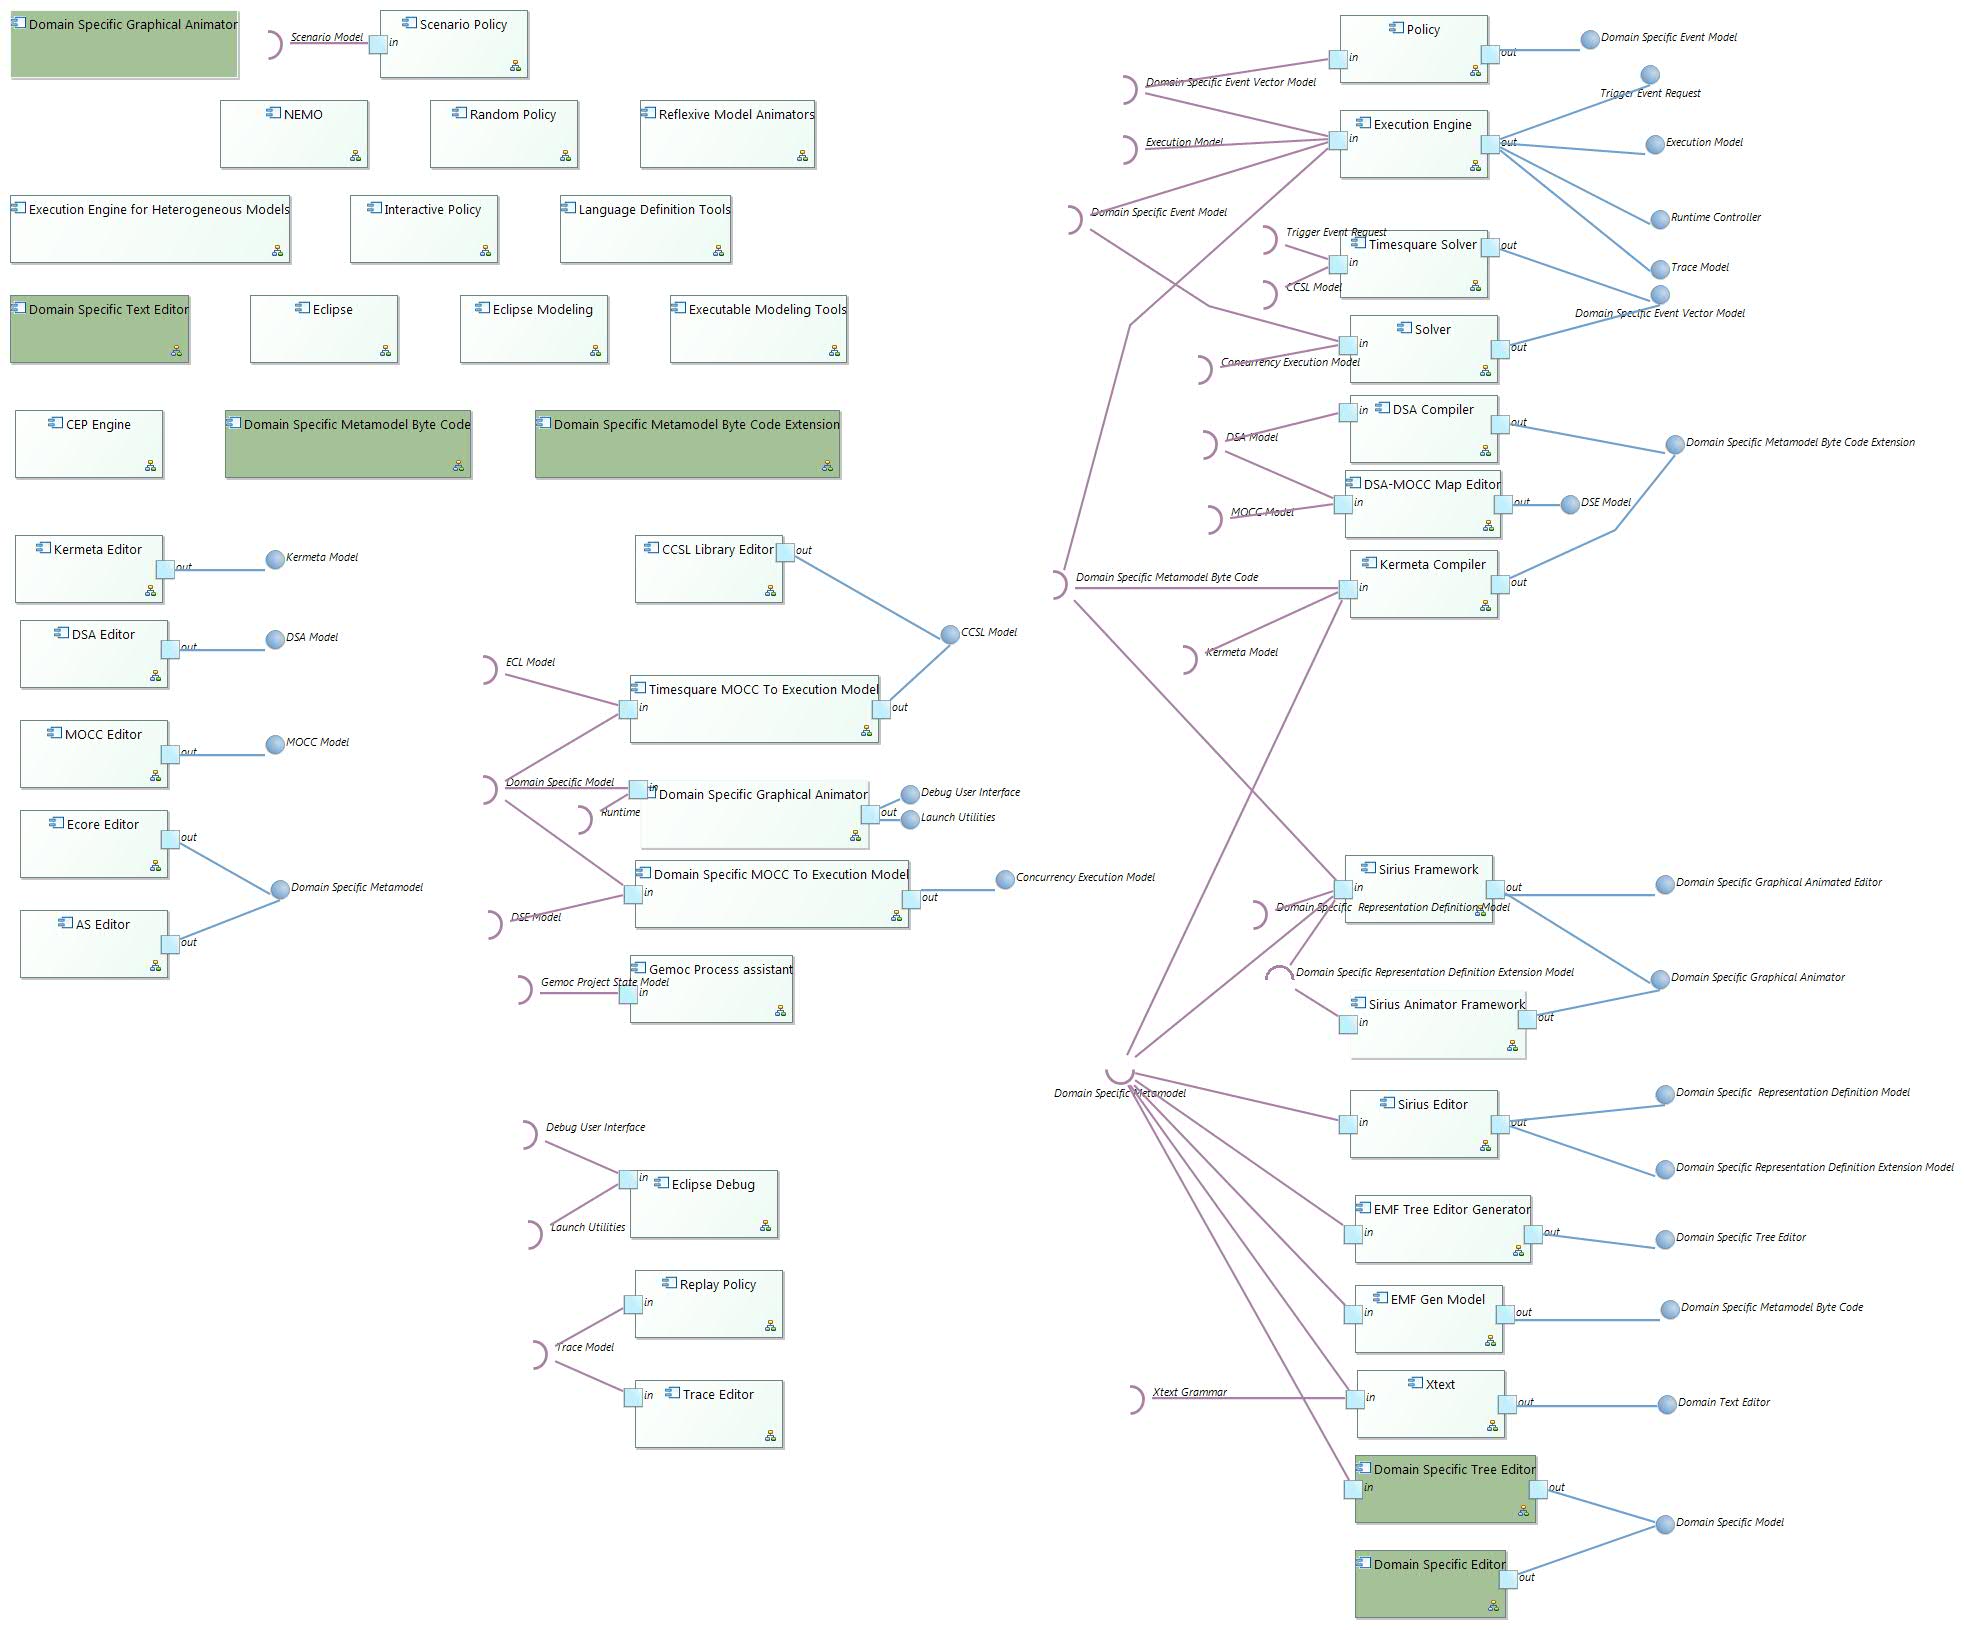 Domain Specific Graphical Animator
Scenario Model
in
Scenario Policy
NEMO
Random Policy
Reflexive Model Animators
Execution Engine for Heterogeneous Models
Interactive Policy
Language Definition Tools
Domain Specific Text Editor
Eclipse
Eclipse Modeling
Executable Modeling Tools
CEP Engine
Domain Specific Metamodel Byte Code
Domain Specific Metamodel Byte Code Extension
Kermeta Editor
out
Kermeta Model
DSA Editor
out
DSA Model
MOCC Editor
out
MOCC Model
Ecore Editor
out
Domain Specific Metamodel
AS Editor
out
CCSL Library Editor
out
CCSL Model
ECL Model
Timesquare MOCC To Execution Model
in
out
Domain Specific Model
in
Runtime
Domain Specific Graphical Animator
out
Debug User Interface
Launch Utilities
Domain Specific MOCC To Execution Model
in
out
Concurrency Execution Model
DSE Model
Gemoc Process assistant
Gemoc Project State Model
in
Debug User Interface
in
Eclipse Debug
Launch Utilities
Replay Policy
in
Trace Model
in
Trace Editor
Policy
in
out
Domain Specific Event Model
Domain Specific Event Vector Model
Trigger Event Request
Execution Engine
in
out
Execution Model
Execution Model
Domain Specific Event Model
Runtime Controller
Trigger Event Request
Timesquare Solver
in
out
CCSL Model
Trace Model
Domain Specific Event Vector Model
Solver
in
out
Concurrency Execution Model
in
DSA Compiler
out
DSA Model
Domain Specific Metamodel Byte Code Extension
DSA-MOCC Map Editor
in
out
DSE Model
MOCC Model
Kermeta Compiler
Domain Specific Metamodel Byte Code
in
out
Kermeta Model
Sirius Framework
in
out
Domain Specific Graphical Animated Editor
Domain Specific  Representation Definition Model
Domain Specific Representation Definition Extension Model
Domain Specific Graphical Animator
Sirius Animator Framework
in
out
Domain Specific Metamodel
Sirius Editor
in
out
Domain Specific  Representation Definition Model
Domain Specific Representation Definition Extension Model
EMF Tree Editor Generator
in
out
Domain Specific Tree Editor
EMF Gen Model
in
out
Domain Specific Metamodel Byte Code
Xtext Grammar
Xtext
in
out
Domain Text Editor
Domain Specific Tree Editor
in
out
Domain Specific Model
Domain Specific Editor
out